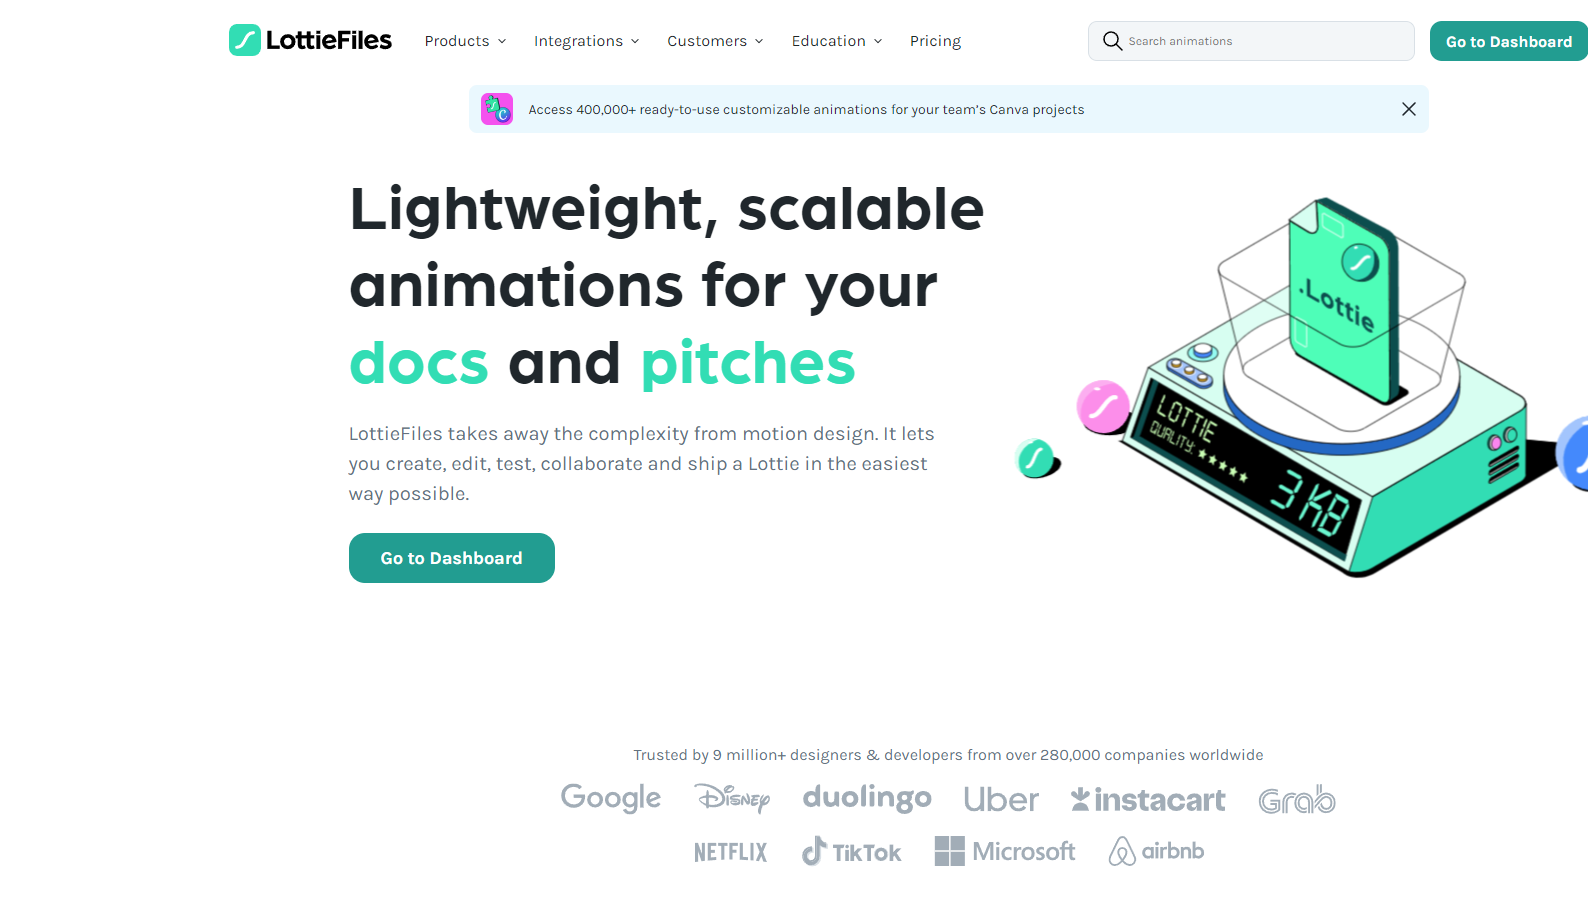 LottieFiles
Products
Integrations
Customers
Education
Pricing
Search animations
Go to Dashboard
Access 400,000+ ready-to-use customizable animations for your team's Canva projects
Lightweight, scalable
animations for your
docs and pitches
LottieFiles takes away the complexity from motion design. It lets
you create, edit, test, collaborate and ship a Lottie in the easiest
way possible.
Go to Dashboard
.Lottie
LOTTIE
QUALITY: ★★★★★
3KB
Trusted by 9 million+ designers & developers from over 280,000 companies worldwide
Google
Disney
duolingo
Uber
instacart
Grab
NETFLIX
TikTok
Microsoft
airbnb